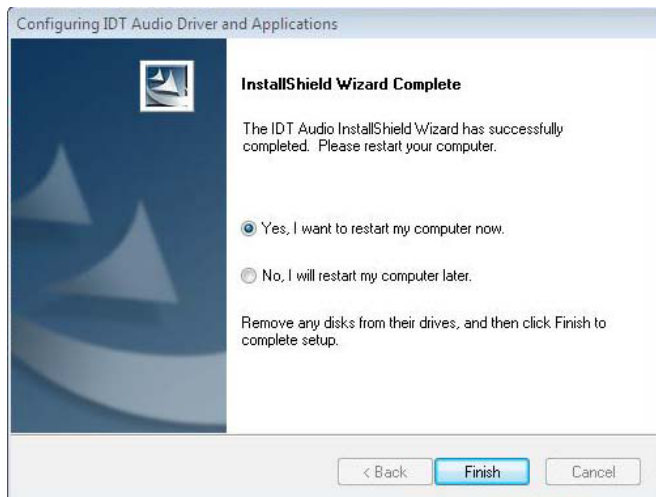 Configuring IDT Audio Driver and Applications
InstallShield Wizard Complete
The IDT Audio InstallShield Wizard has successfully
completed.  Please restart your computer.
Yes, I want to restart my computer now.
No, I will restart my computer later.
Remove any disks from their drives, and then click Finish to
complete setup.
< Back Finish Cancel